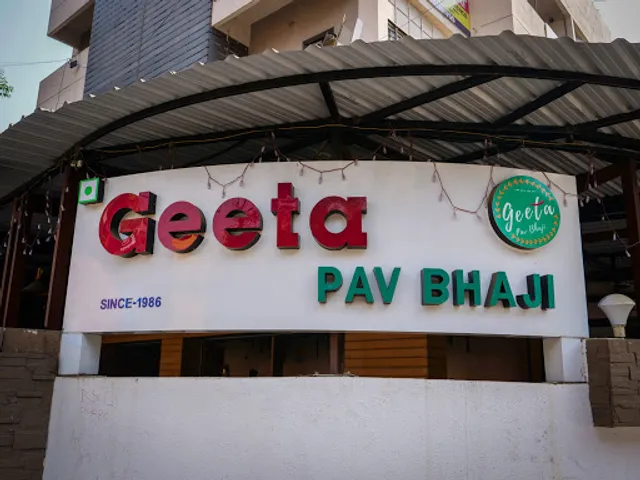 Geeta
PAV BHAJI
SINCE-1986
Geeta
Pav Bhaji